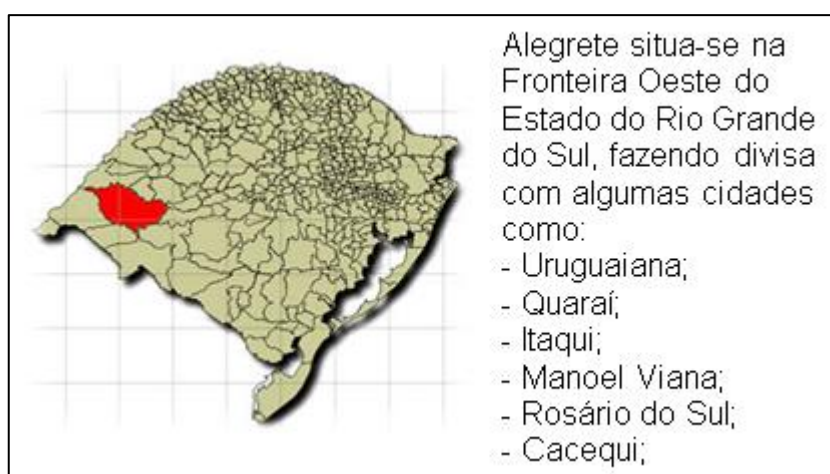 Alegrete situa-se na
Fronteira Oeste do
Estado do Rio Grande
do Sul, fazendo divisa
com algumas cidades
como:
- Uruguaiana;
- Quaraí;
- Itaqui;
- Manoel Viana;
- Rosário do Sul;
- Cacequi;